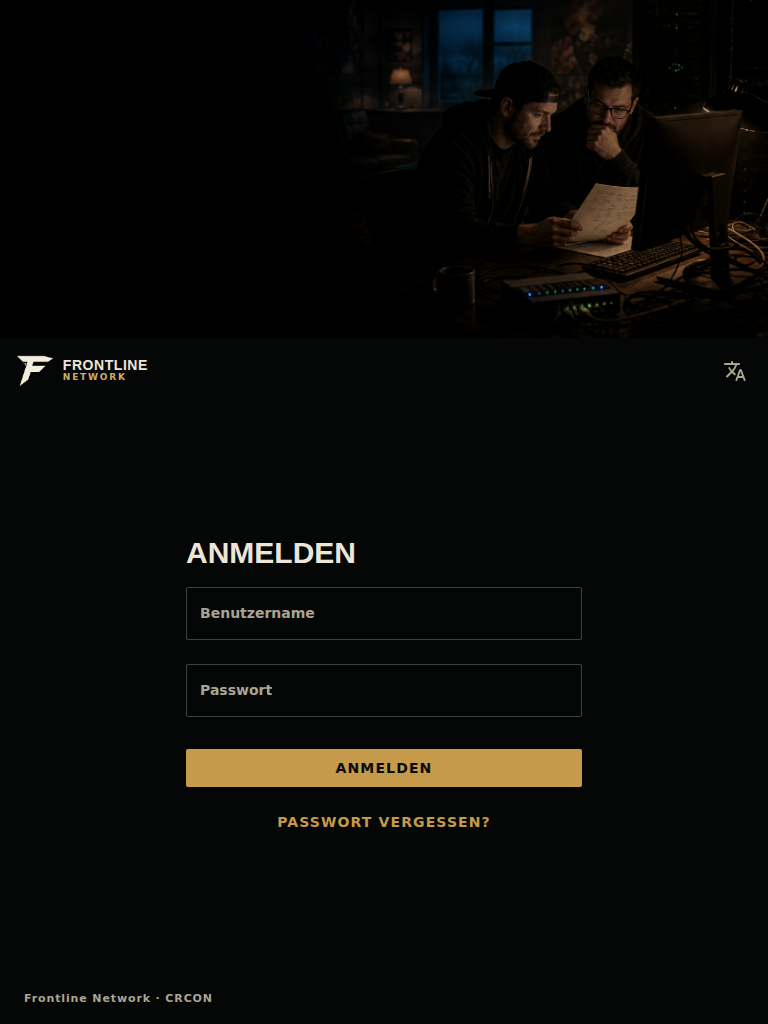 FRONTLINE
NETWORK
ANMELDEN
Benutzername
Passwort
ANMELDEN
PASSWORT VERGESSEN?
Frontline Network · CRCON